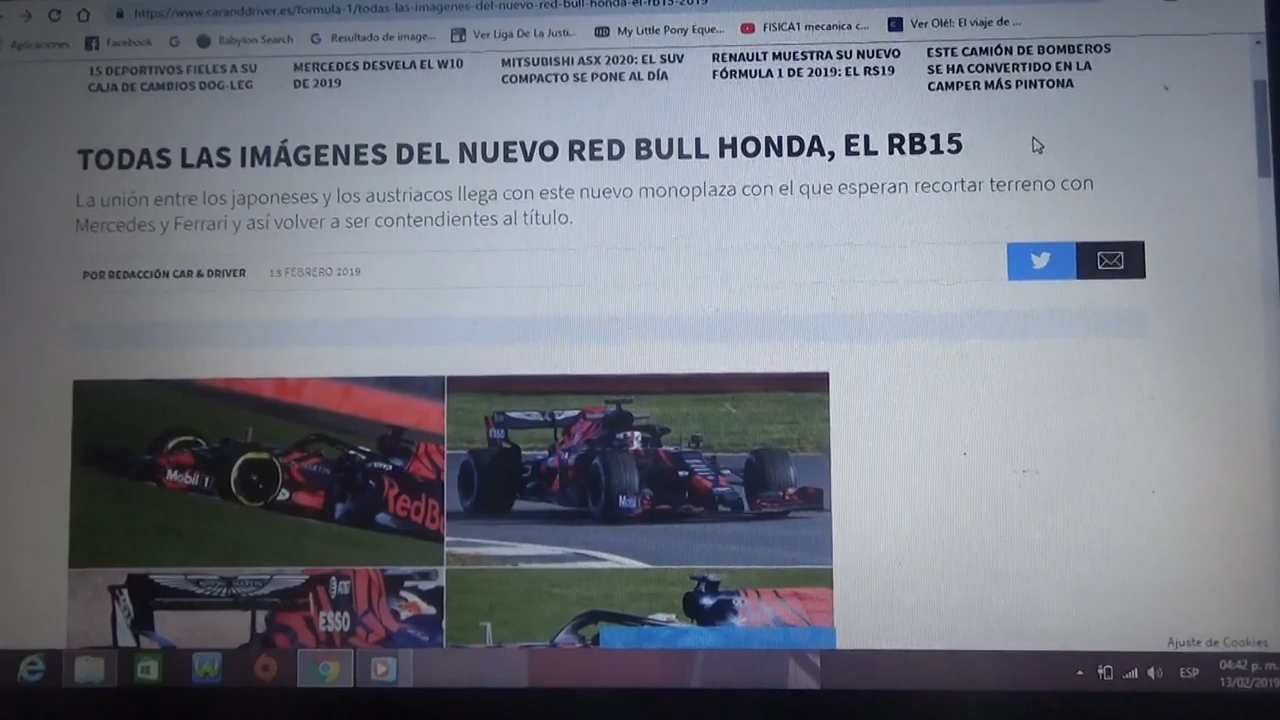 https://www.caranddriver.es/formula-1/todas-las-imagenes-del-nuevo-red-bull-honda-el-rb15-2019
Aplicaciones Facebook Babylon Search Resultado de image... Ver Liga De La Justi... My Little Pony Eque... FISICA1 mecanica c... Ver Olé!: El viaje de ...
15 DEPORTIVOS FIELES A SU
CAJA DE CAMBIOS DOG-LEG
MERCEDES DESVELA EL W10
DE 2019
MITSUBISHI ASX 2020: EL SUV
COMPACTO SE PONE AL DÍA
RENAULT MUESTRA SU NUEVO
FÓRMULA 1 DE 2019: EL RS19
ESTE CAMIÓN DE BOMBEROS
SE HA CONVERTIDO EN LA
CAMPER MÁS PINTONA
TODAS LAS IMÁGENES DEL NUEVO RED BULL HONDA, EL RB15
La unión entre los japoneses y los austriacos llega con este nuevo monoplaza con el que esperan recortar terreno con
Mercedes y Ferrari y así volver a ser contendientes al título.
POR REDACCIÓN CAR & DRIVER 13 FEBRERO 2019
Mobil 1
RedB
ESSO
Mobil
ASTON MARTIN
AT&T
ESSO
Ajuste de Cookies
ESP
04:42 p. m.
13/02/2019